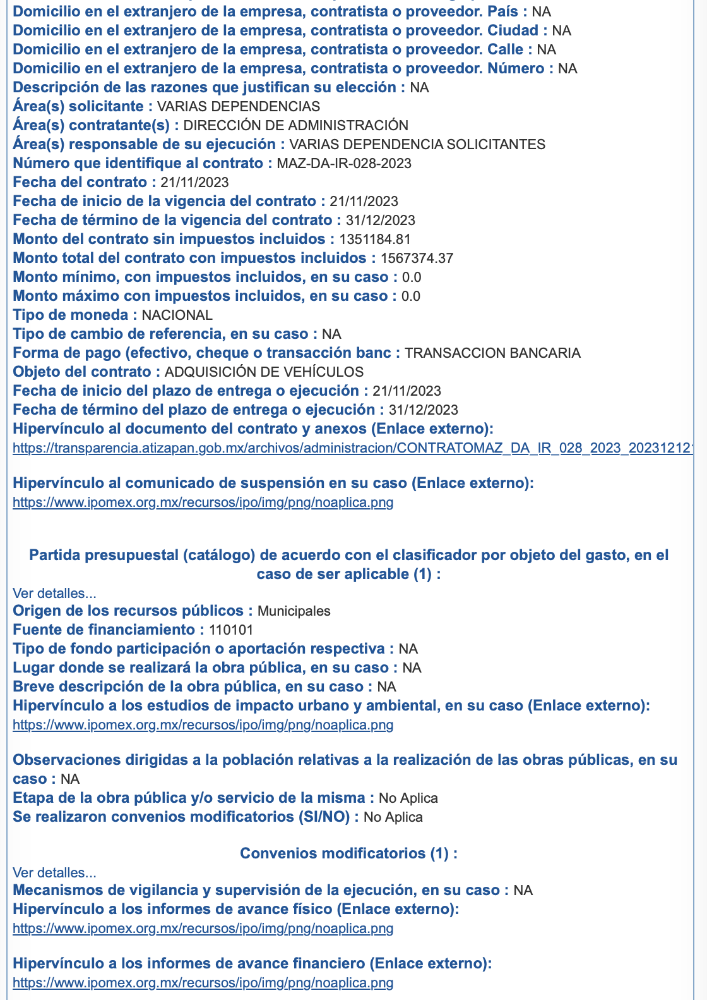 Domicilio en el extranjero de la empresa, contratista o proveedor. País : NA
Domicilio en el extranjero de la empresa, contratista o proveedor. Ciudad : NA
Domicilio en el extranjero de la empresa, contratista o proveedor. Calle : NA
Domicilio en el extranjero de la empresa, contratista o proveedor. Número : NA
Descripción de las razones que justifican su elección : NA
Área(s) solicitante : VARIAS DEPENDENCIAS
Área(s) contratante(s) : DIRECCIÓN DE ADMINISTRACIÓN
Área(s) responsable de su ejecución : VARIAS DEPENDENCIA SOLICITANTES
Número que identifique al contrato : MAZ-DA-IR-028-2023
Fecha del contrato : 21/11/2023
Fecha de inicio de la vigencia del contrato : 21/11/2023
Fecha de término de la vigencia del contrato : 31/12/2023
Monto del contrato sin impuestos incluidos : 1351184.81
Monto total del contrato con impuestos incluidos : 1567374.37
Monto mínimo, con impuestos incluidos, en su caso : 0.0
Monto máximo con impuestos incluidos, en su caso : 0.0
Tipo de moneda : NACIONAL
Tipo de cambio de referencia, en su caso : NA
Forma de pago (efectivo, cheque o transacción banc : TRANSACCION BANCARIA
Objeto del contrato : ADQUISICIÓN DE VEHÍCULOS
Fecha de inicio del plazo de entrega o ejecución : 21/11/2023
Fecha de término del plazo de entrega o ejecución : 31/12/2023
Hipervínculo al documento del contrato y anexos (Enlace externo):
https://transparencia.atizapan.gob.mx/archivos/administracion/CONTRATOMAZ_DA_IR_028_2023_202312121
Hipervínculo al comunicado de suspensión en su caso (Enlace externo):
https://www.ipomex.org.mx/recursos/ipo/img/png/noaplica.png
Partida presupuestal (catálogo) de acuerdo con el clasificador por objeto del gasto, en el
caso de ser aplicable (1) :
Ver detalles...
Origen de los recursos públicos : Municipales
Fuente de financiamiento : 110101
Tipo de fondo participación o aportación respectiva : NA
Lugar donde se realizará la obra pública, en su caso : NA
Breve descripción de la obra pública, en su caso : NA
Hipervínculo a los estudios de impacto urbano y ambiental, en su caso (Enlace externo):
https://www.ipomex.org.mx/recursos/ipo/img/png/noaplica.png
Observaciones dirigidas a la población relativas a la realización de las obras públicas, en su
caso : NA
Etapa de la obra pública y/o servicio de la misma : No Aplica
Se realizaron convenios modificatorios (SI/NO) : No Aplica
Convenios modificatorios (1) :
Ver detalles...
Mecanismos de vigilancia y supervisión de la ejecución, en su caso : NA
Hipervínculo a los informes de avance físico (Enlace externo):
https://www.ipomex.org.mx/recursos/ipo/img/png/noaplica.png
Hipervínculo a los informes de avance financiero (Enlace externo):
https://www.ipomex.org.mx/recursos/ipo/img/png/noaplica.png